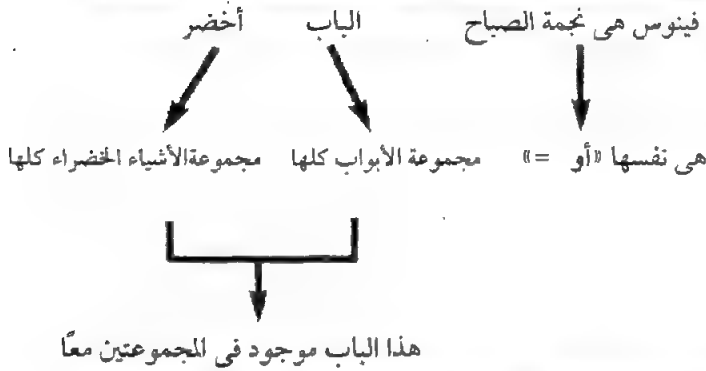 فينوس هى نجمة الصباح الباب أخضر
هى نفسها «أو =» مجموعة الأبواب كلها مجموعةالأشياء الخضراء كلها
هذا الباب موجود فى المجموعتين معًا